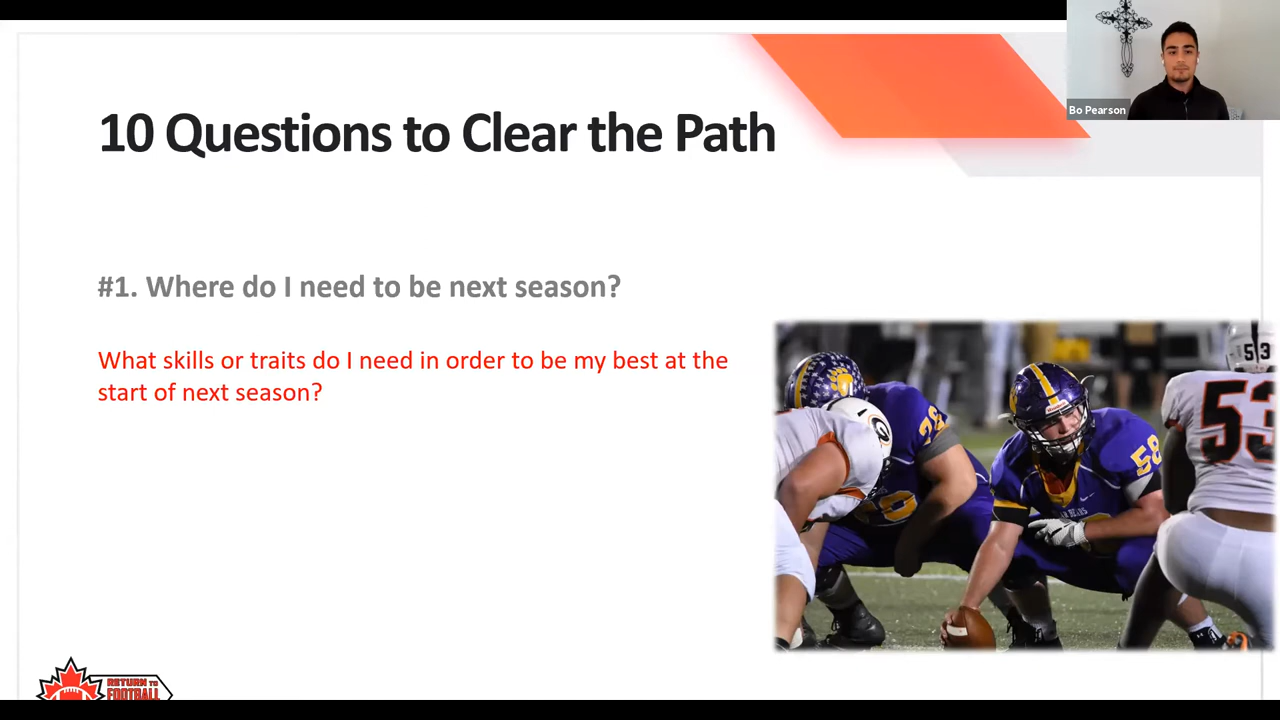 Bo Pearson
10 Questions to Clear the Path
#1. Where do I need to be next season?
What skills or traits do I need in order to be my best at the
start of next season?
53
28
58
53
G
RETURN TO
FOOTBALL